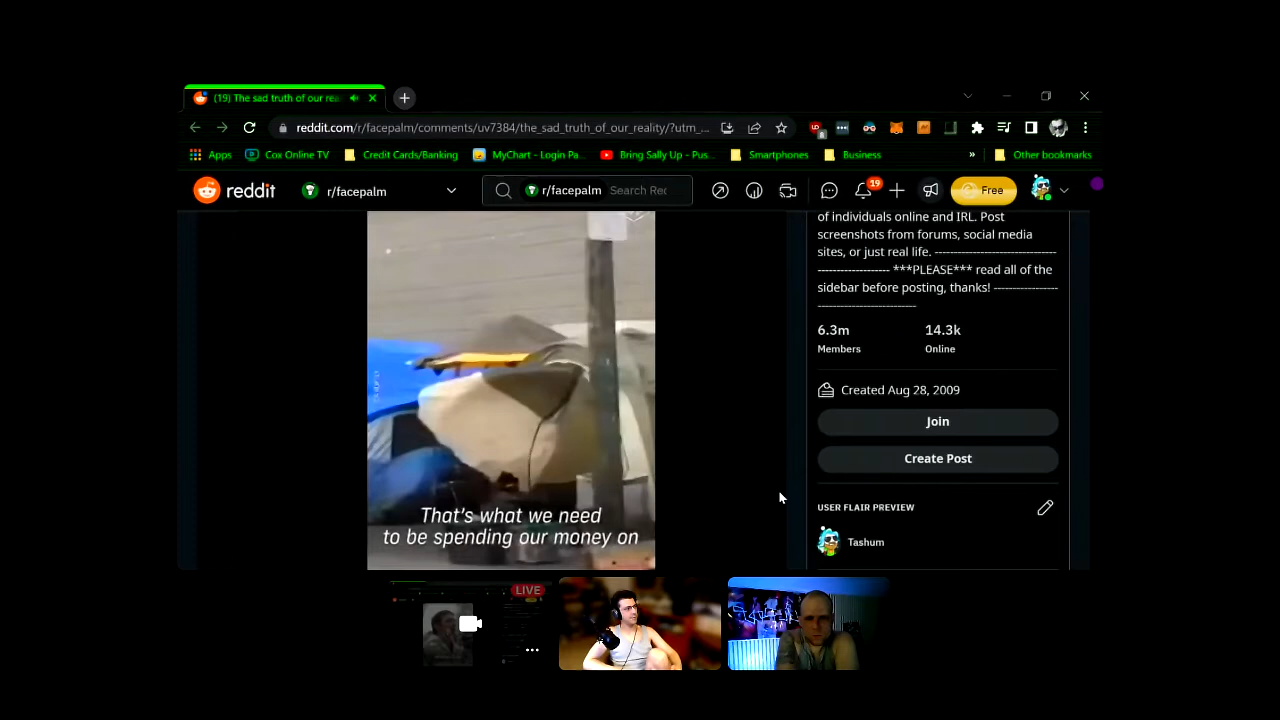 (19) The sad truth of our rea
reddit.com/r/facepalm/comments/uv7384/the_sad_truth_of_our_reality/?utm_...
Apps Cox Online TV Credit Cards/Banking MyChart - Login Pa... Bring Sally Up - Pus... Smartphones Business » Other bookmarks
reddit r/facepalm r/facepalm Search Rec 19 Free
of individuals online and IRL. Post
screenshots from forums, social media
sites, or just real life. -----------------------------------
--------------------- ***PLEASE*** read all of the
sidebar before posting, thanks! ------------------
-----------------------------
6.3m 14.3k
Members Online
Created Aug 28, 2009
Join
Create Post
USER FLAIR PREVIEW
Tashum
That's what we need
to be spending our money on
LIVE